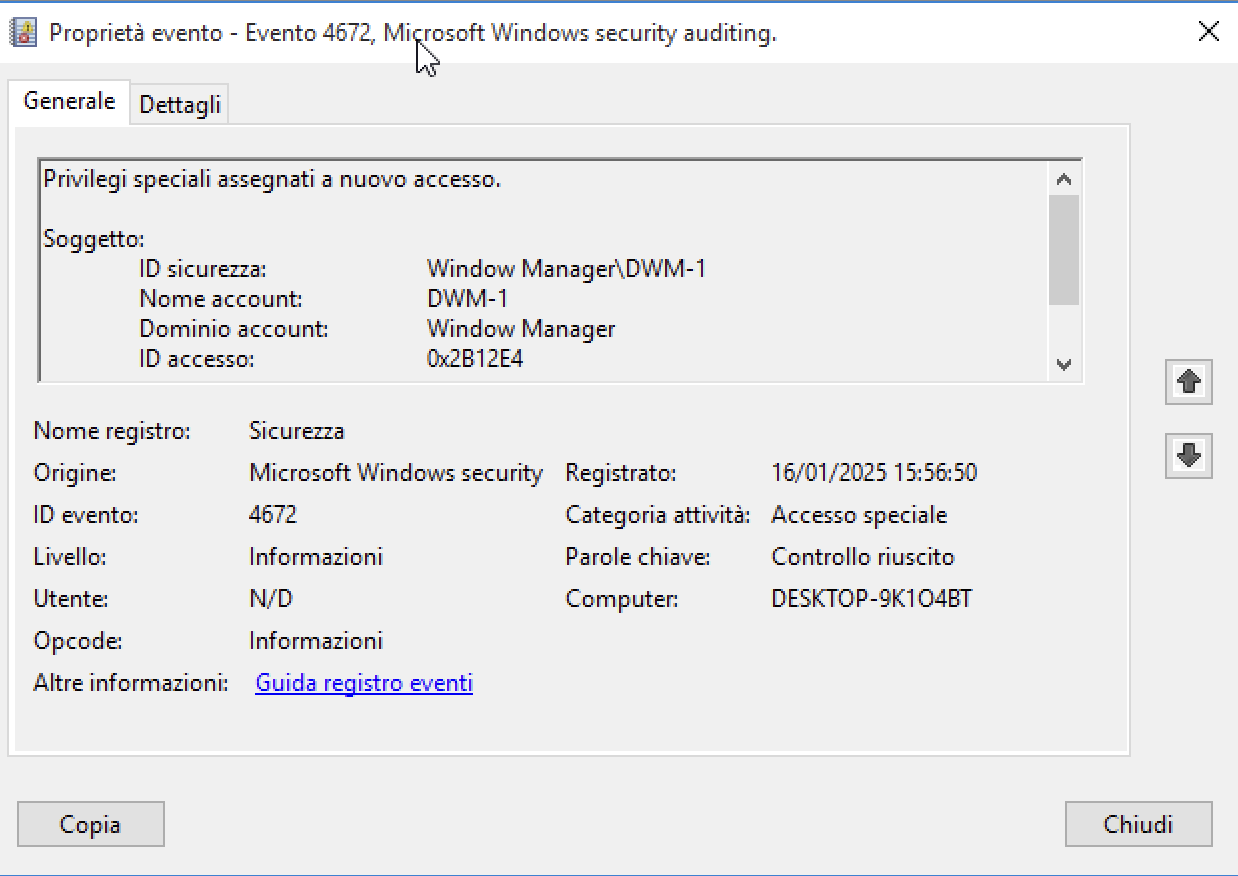 Proprietà evento - Evento 4672, Microsoft Windows security auditing.
Generale Dettagli
Privilegi speciali assegnati a nuovo accesso.
Soggetto:
ID sicurezza: Window Manager\DWM-1
Nome account: DWM-1
Dominio account: Window Manager
ID accesso: 0x2B12E4
Nome registro: Sicurezza
Origine: Microsoft Windows security Registrato: 16/01/2025 15:56:50
ID evento: 4672 Categoria attività: Accesso speciale
Livello: Informazioni Parole chiave: Controllo riuscito
Utente: N/D Computer: DESKTOP-9K1O4BT
Opcode: Informazioni
Altre informazioni: Guida registro eventi
Copia Chiudi